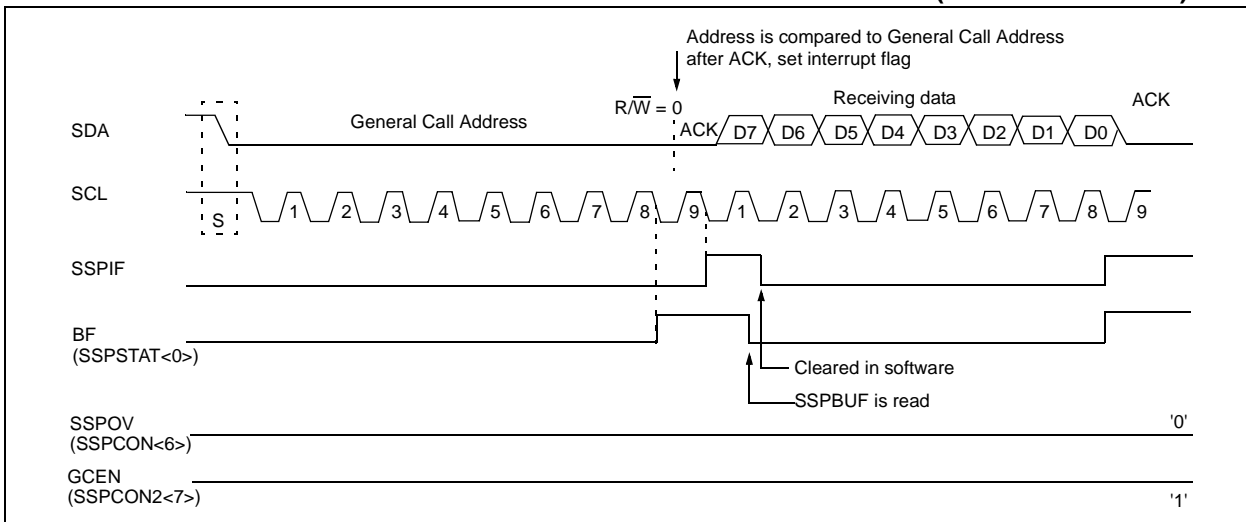 Address is compared to General Call Address
after ACK, set interrupt flag
R/W̅ = 0
Receiving data
ACK
SDA
General Call Address
ACK
D7 D6 D5 D4 D3 D2 D1 D0
SCL
S
1 2 3 4 5 6 7 8 9 1 2 3 4 5 6 7 8 9
SSPIF
BF
(SSPSTAT<0>)
Cleared in software
SSPBUF is read
SSPOV
(SSPCON<6>)
'0'
GCEN
(SSPCON2<7>)
'1'